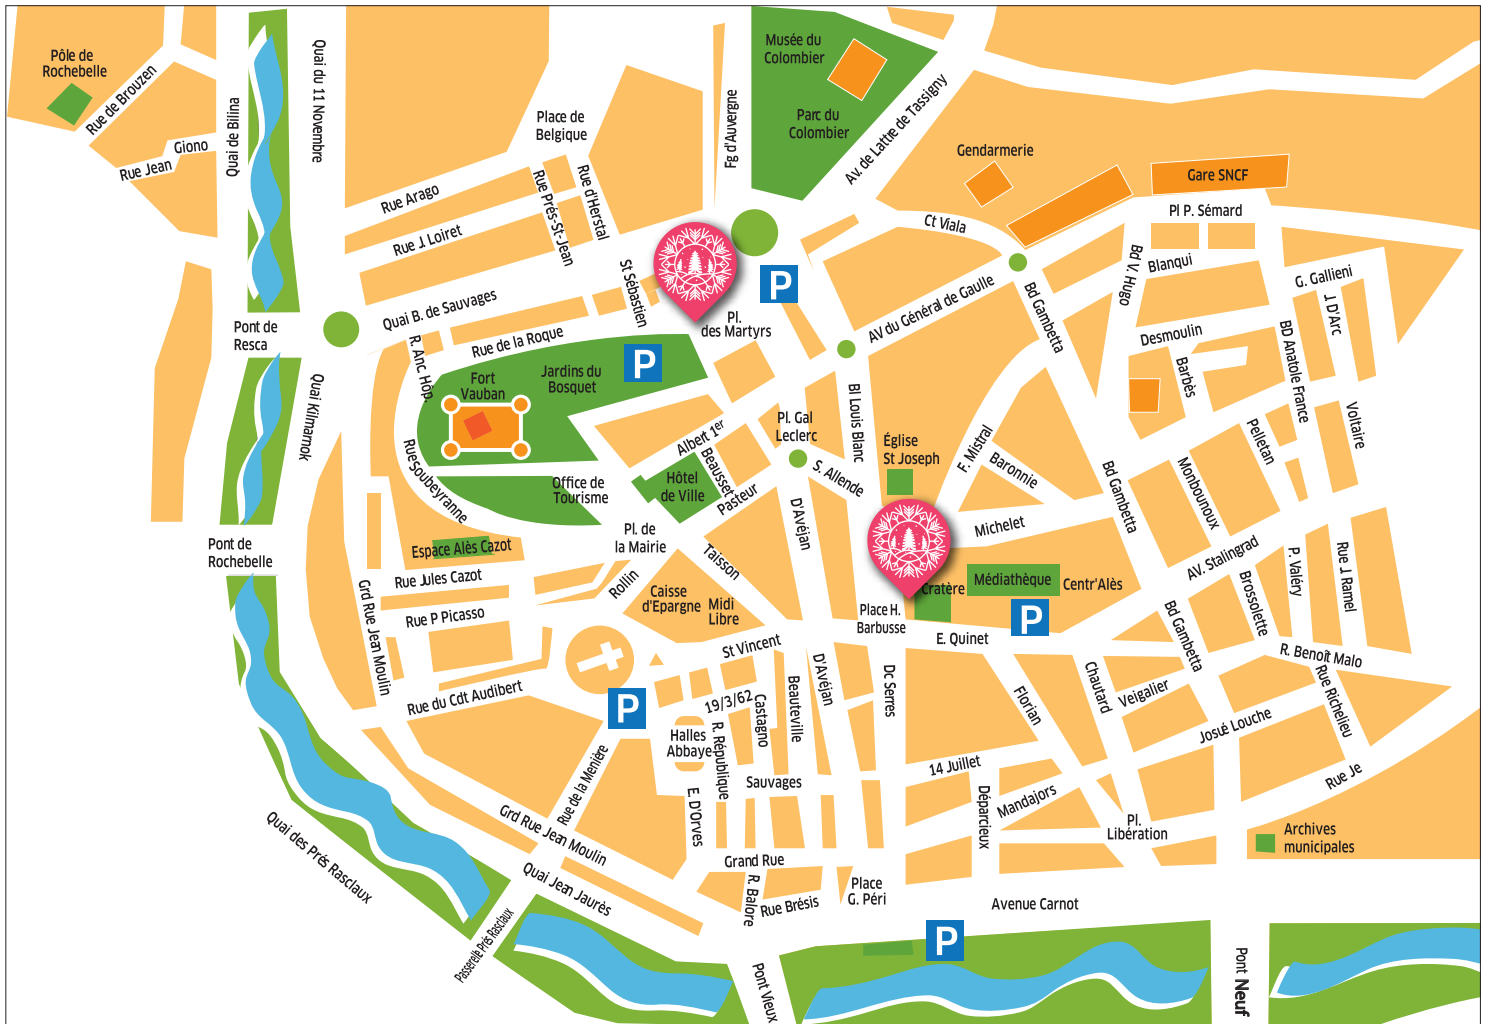 Pôle de
Rochebelle
Rue de Brouzen
Rue Jean
Giono
Quai de Bilina
Quai du 11 Novembre
Place de
Belgique
Rue Arago
Rue J. Loiret
Rue Prés-St-Jean
Rue d'Herstal
Fg d'Auvergne
Musée du
Colombier
Parc du
Colombier
Av. de Lattre de Tassigny
Gendarmerie
Gare SNCF
Pl P. Sémard
Ct Viala
Bd V. Hugo
Blanqui
G. Gallieni
J D'Arc
Quai B. de Sauvages
St Sébastien
P
Pl.
des Martyrs
AV du Général de Gaulle
Bd Gambetta
Desmoulin
BD Anatole France
Barbès
Pont de
Resca
R. Anc. Hôp.
Rue de la Roque
P
Jardins du
Bosquet
Fort
Vauban
Quai Kilmarnok
Pl. Gal
Leclerc
Bl Louis Blanc
Albert 1er
Beausset
Église
St Joseph
F. Mistral
Baronnie
Pelletan
Voltaire
Rue Soubeyranne
Office de
Tourisme
Hôtel
de Ville
Pasteur
S. Allende
D'Avéjan
Bd Gambetta
Monbounoux
Michelet
Pont de
Rochebelle
Espace Alès Cazot
Pl. de
la Mairie
Taisson
Rollin
AV. Stalingrad
Rue Jules Cazot
Rue P Picasso
Grd Rue Jean Moulin
Caisse
d'Epargne
Midi
Libre
Cratère
Médiathèque
Centr'Alès
P
Place H.
Barbusse
E. Quinet
Brossolette
P. Valéry
Rue J. Ramel
Bd Gambetta
R. Benoît Malo
Rue Richelieu
St Vincent
Rue du Cdt Audibert
P
19/3/62
Castagno
Beauteville
D'Avéjan
Dc Serres
Florian
Chautard
Veigalier
Josué Louche
Halles
Abbaye
R. République
Rue de la Menière
Sauvages
E. D'Orves
14 Juillet
Déparcieux
Mandajors
Pl.
Libération
Rue Je
Archives
municipales
Grd Rue Jean Moulin
Quai des Prés Rasclaux
Quai Jean Jaurès
Grand Rue
R. Balore
Rue Brésis
Place
G. Péri
Avenue Carnot
P
Passerelle Prés Rasclaux
Pont Vieux
Pont Neuf